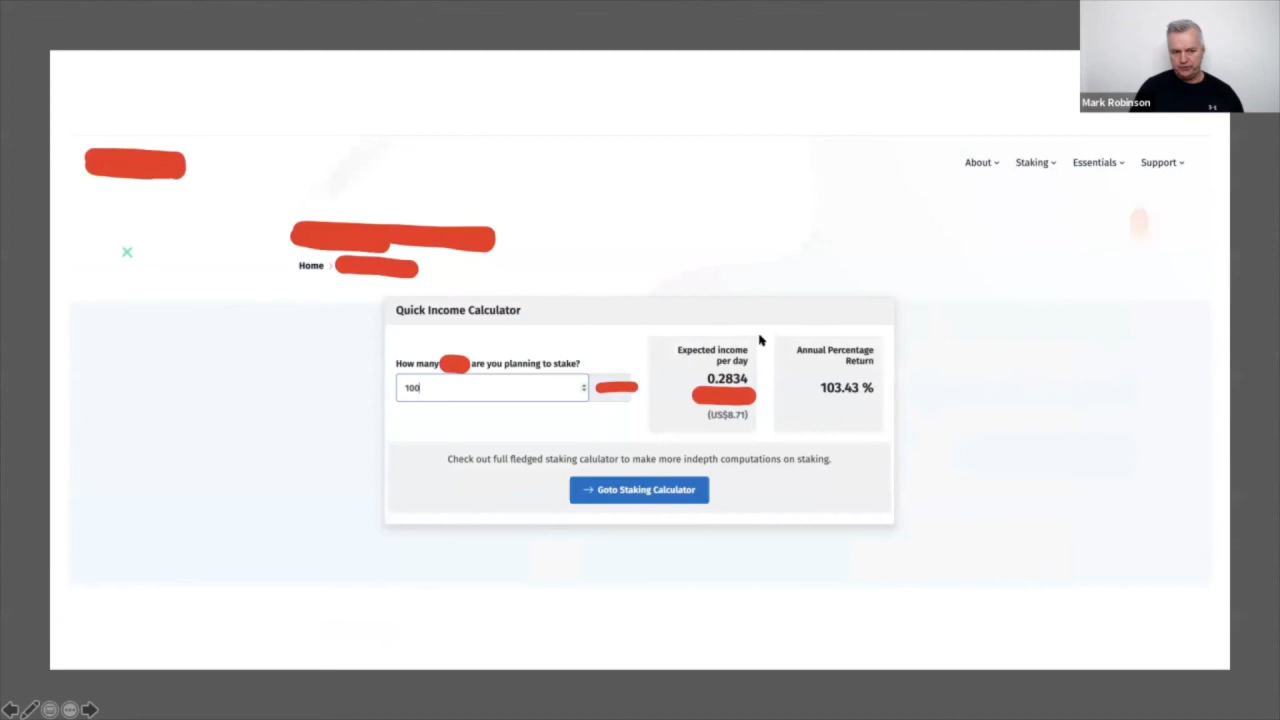 Mark Robinson
About
Staking
Essentials
Support
Home
Quick Income Calculator
How many are you planning to stake?
100
Expected income
per day
0.2834
(US$8.71)
Annual Percentage
Return
103.43 %
Check out full fledged staking calulator to make more indepth computations on staking.
Goto Staking Calculator